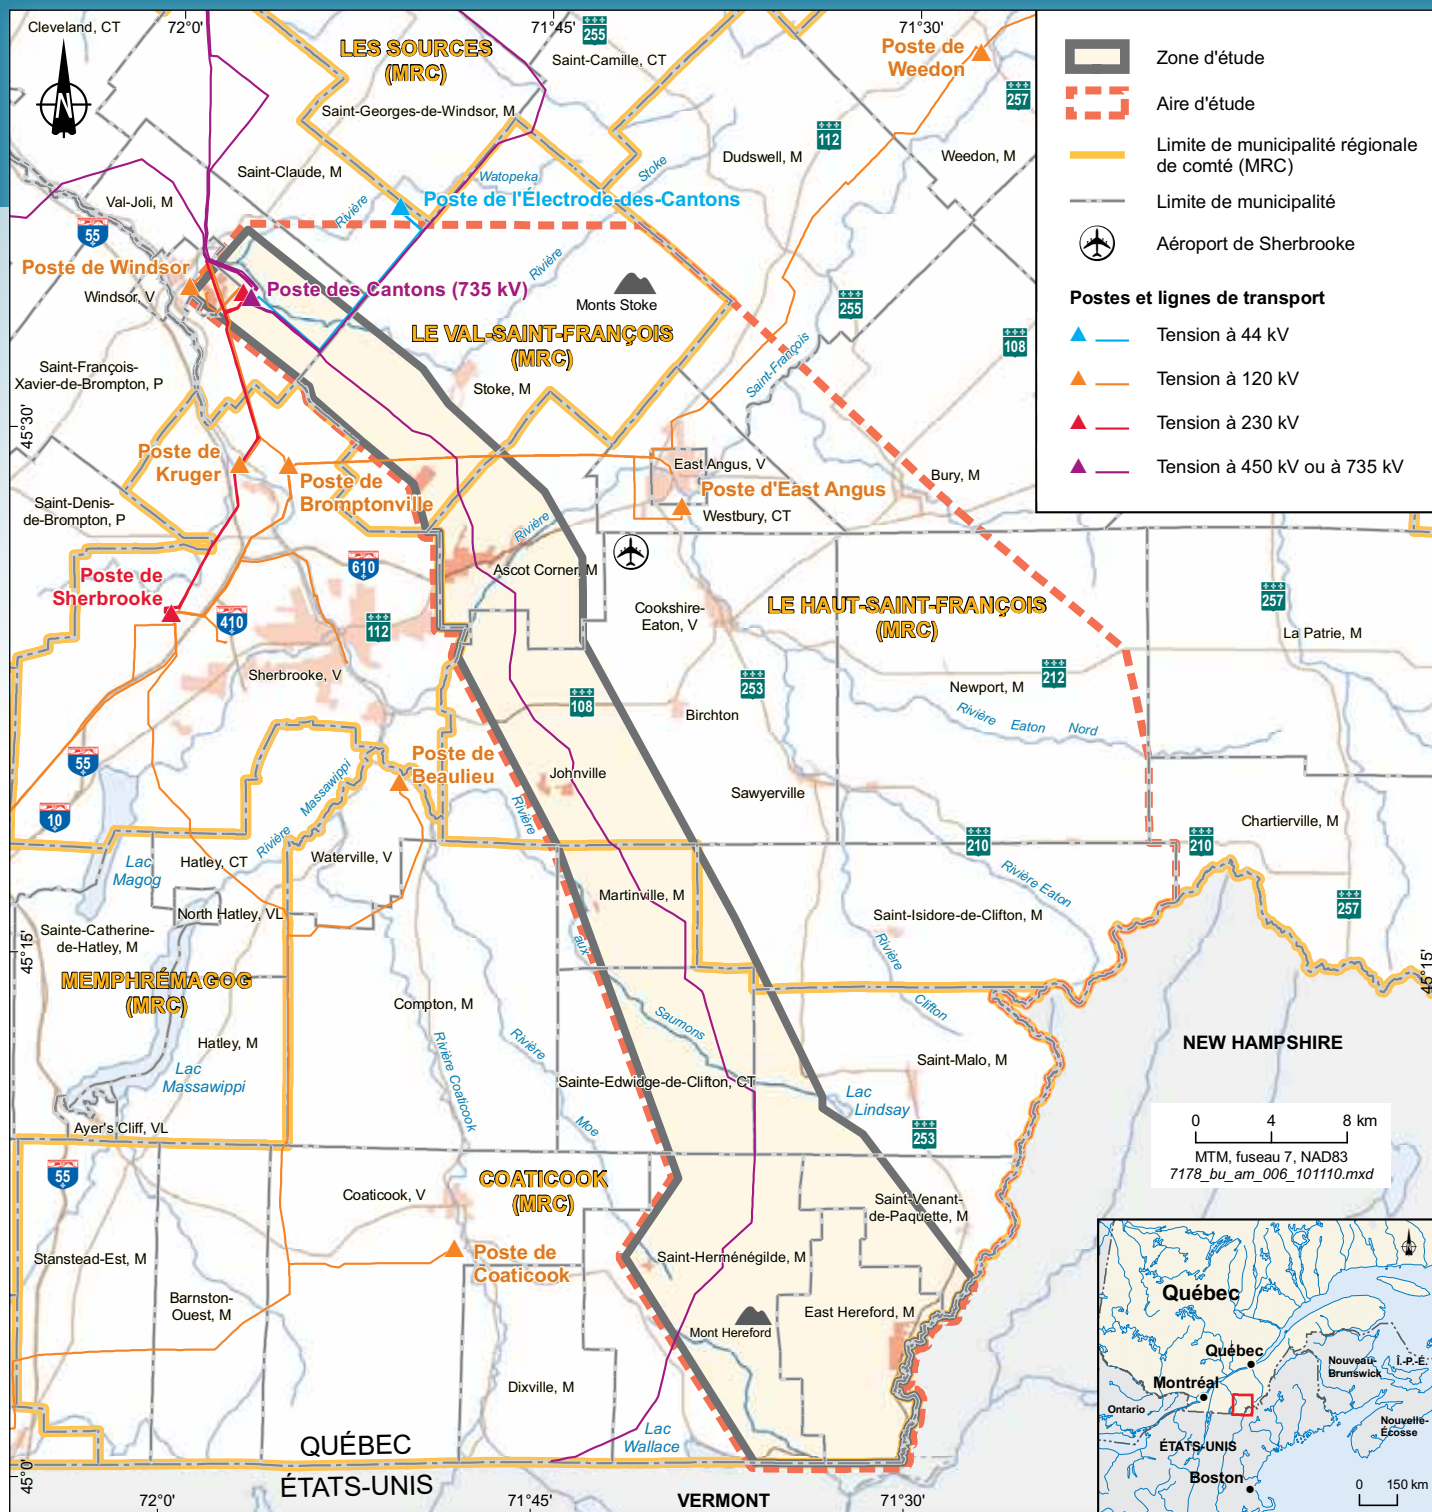 72°0'
71°45'
71°30'
Cleveland, CT
LES SOURCES
(MRC)
255
Saint-Camille, CT
Poste de
Weedon
257
N
Saint-Georges-de-Windsor, M
112
Dudswell, M
Weedon, M
Saint-Claude, M
Watopeka
Stoke
Rivière
Val-Joli, M
Poste de l'Électrode-des-Cantons
55
Rivière
Poste de Windsor
Windsor, V
Poste des Cantons (735 kV)
Monts Stoke
255
LE VAL-SAINT-FRANÇOIS
(MRC)
108
Saint-François-
Xavier-de-Brompton, P
Saint-François
Stoke, M
45°30'
Poste de
Kruger
Poste de
Bromptonville
East Angus, V
Poste d'East Angus
Westbury, CT
Bury, M
Saint-Denis-
de-Brompton, P
Rivière
610
Ascot Corner, M
Poste de
Sherbrooke
410
112
Cookshire-
Eaton, V
LE HAUT-SAINT-FRANÇOIS
(MRC)
257
La Patrie, M
Sherbrooke, V
253
212
Newport, M
108
Birchton
Rivière Eaton Nord
55
Poste de
Beaulieu
Massawippi
Rivière
Johnville
Sawyerville
10
Rivière
Chartierville, M
210
210
Lac
Magog
Hatley, CT
Waterville, V
Rivière Eaton
Martinville, M
257
North Hatley, VL
Saint-Isidore-de-Clifton, M
Sainte-Catherine-
de-Hatley, M
aux
Rivière
45°15'
45°15'
MEMPHRÉMAGOG
(MRC)
Compton, M
Clifton
Saumons
Rivière
Rivière Coaticook
Hatley, M
Lac
Massawippi
Saint-Malo, M
NEW HAMPSHIRE
Sainte-Edwidge-de-Clifton, CT
Lac
Lindsay
Moe
Ayer's Cliff, VL
253
55
COATICOOK
(MRC)
Coaticook, V
Saint-Venant-
de-Paquette, M
Stanstead-Est, M
Poste de
Coaticook
Saint-Herménégilde, M
Barnston-
Ouest, M
East Hereford, M
Mont Hereford
Dixville, M
Lac
Wallace
QUÉBEC
ÉTATS-UNIS
45°0'
72°0'
71°45'
VERMONT
71°30'
Zone d'étude
Aire d'étude
Limite de municipalité régionale
de comté (MRC)
Limite de municipalité
Aéroport de Sherbrooke
Postes et lignes de transport
Tension à 44 kV
Tension à 120 kV
Tension à 230 kV
Tension à 450 kV ou à 735 kV
0 4 8 km
MTM, fuseau 7, NAD83
7178_bu_am_006_101110.mxd
Québec
Québec
Montréal
Ontario
Nouveau-
Brunswick
Î.-P.-É.
Nouvelle-
Écosse
ÉTATS-UNIS
Boston
0 150 km